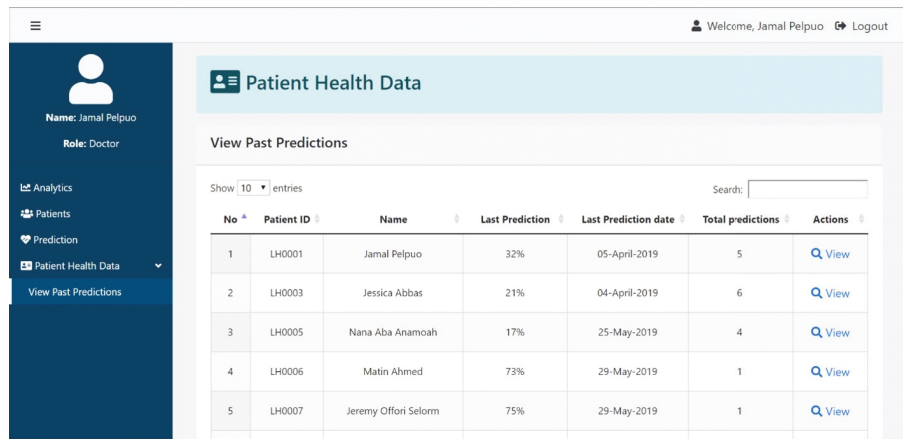 Welcome, Jamal Pelpuo Logout
Name: Jamal Pelpuo
Role: Doctor
Analytics
Patients
Prediction
Patient Health Data
View Past Predictions
Patient Health Data
View Past Predictions
Show 10 entries Search:
No Patient ID Name Last Prediction Last Prediction date Total predictions Actions
1 LH0001 Jamal Pelpuo 32% 05-April-2019 5 View
2 LH0003 Jessica Abbas 21% 04-April-2019 6 View
3 LH0005 Nana Aba Anamoah 17% 25-May-2019 4 View
4 LH0006 Matin Ahmed 73% 29-May-2019 1 View
5 LH0007 Jeremy Offori Selorm 75% 29-May-2019 1 View